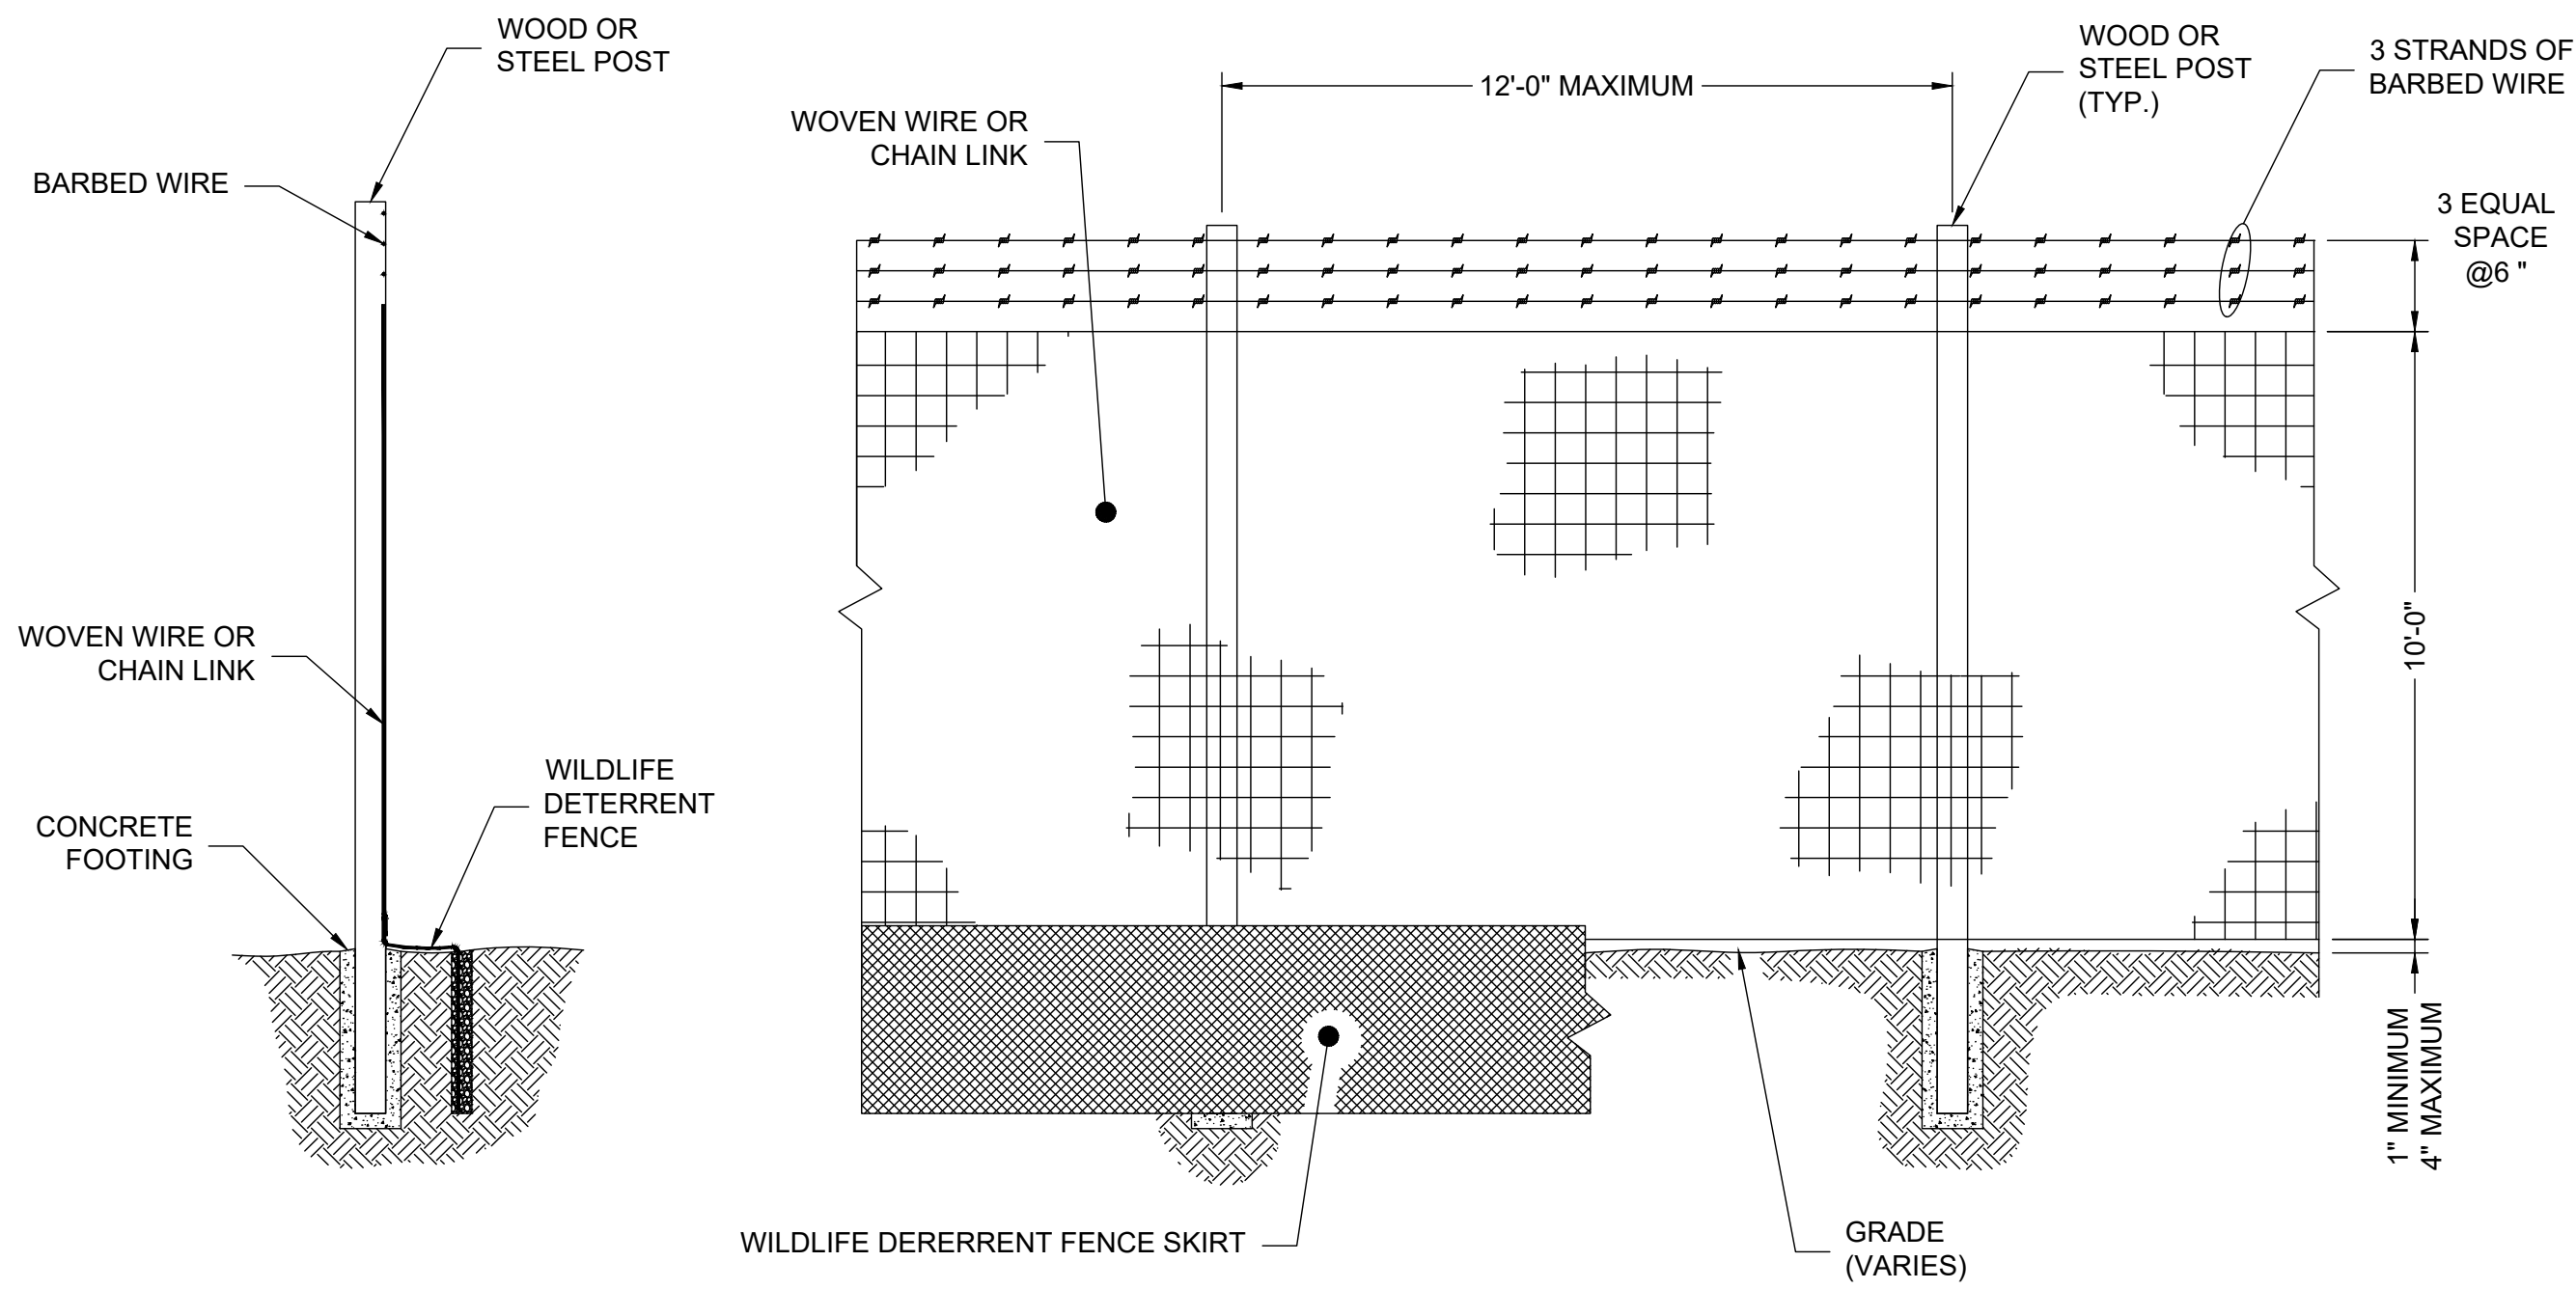 WOOD OR
STEEL POST
BARBED WIRE
WOVEN WIRE OR
CHAIN LINK
CONCRETE
FOOTING
WILDLIFE
DETERRENT
FENCE
WOVEN WIRE OR
CHAIN LINK
12'-0" MAXIMUM
WOOD OR
STEEL POST
(TYP.)
3 STRANDS OF
BARBED WIRE
3 EQUAL
SPACE
@6 "
10'-0"
1" MINIMUM
4" MAXIMUM
WILDLIFE DERERRENT FENCE SKIRT
GRADE
(VARIES)